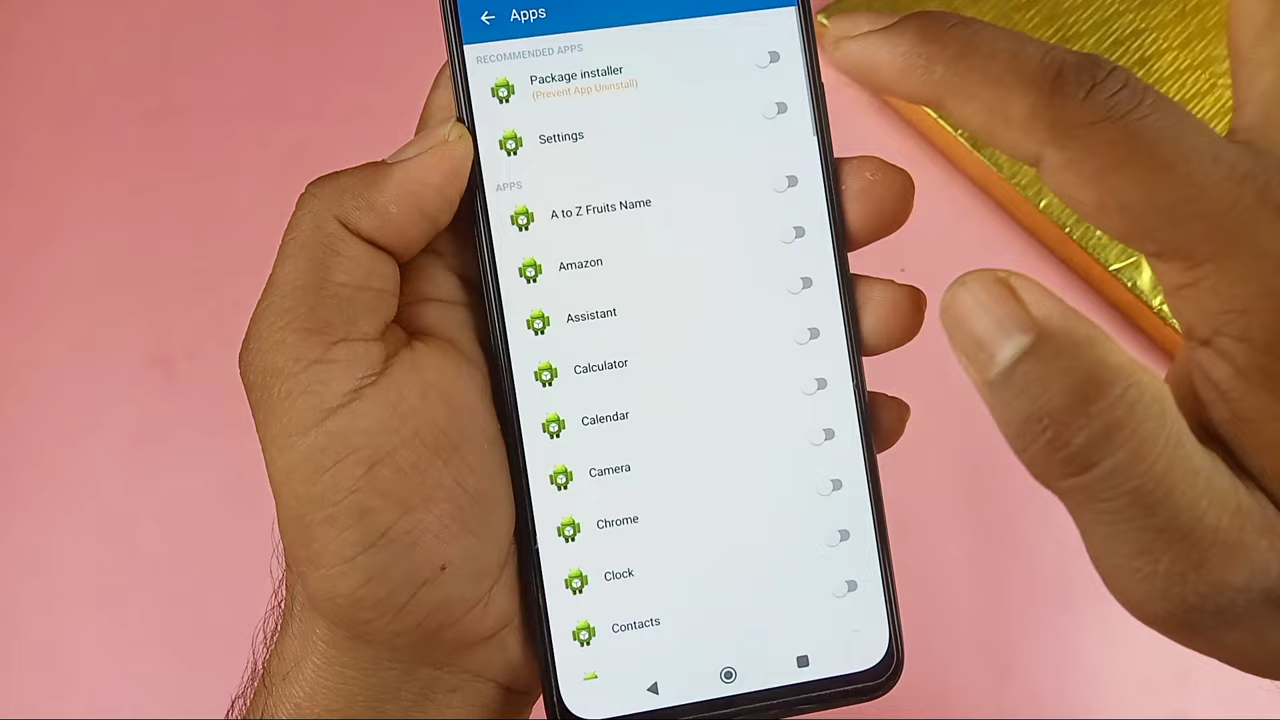 Apps
RECOMMENDED APPS
Package installer
(Prevent App Uninstall)
Settings
APPS
A to Z Fruits Name
Amazon
Assistant
Calculator
Calendar
Camera
Chrome
Clock
Contacts